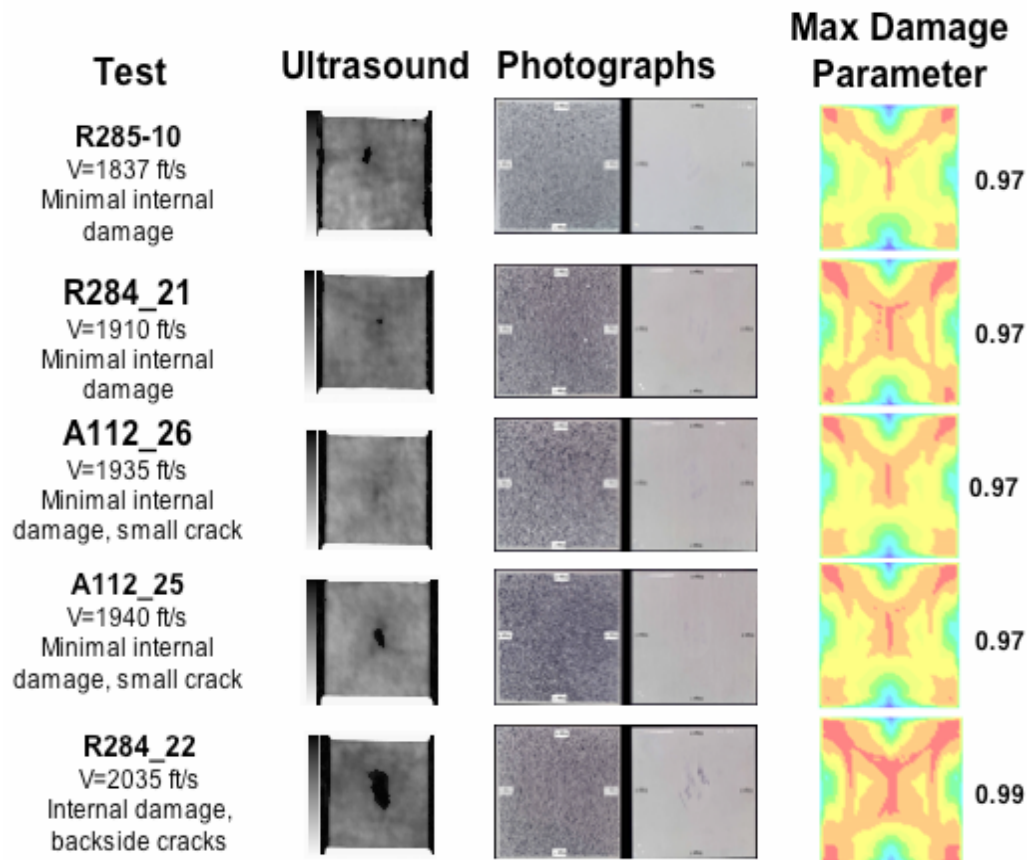 Test
Ultrasound
Photographs
Max Damage
Parameter
R285-10
V=1837 ft/s
Minimal internal
damage
0.97
R284_21
V=1910 ft/s
Minimal internal
damage
0.97
A112_26
V=1935 ft/s
Minimal internal
damage, small crack
0.97
A112_25
V=1940 ft/s
Minimal internal
damage, small crack
0.97
R284_22
V=2035 ft/s
Internal damage,
backside cracks
0.99